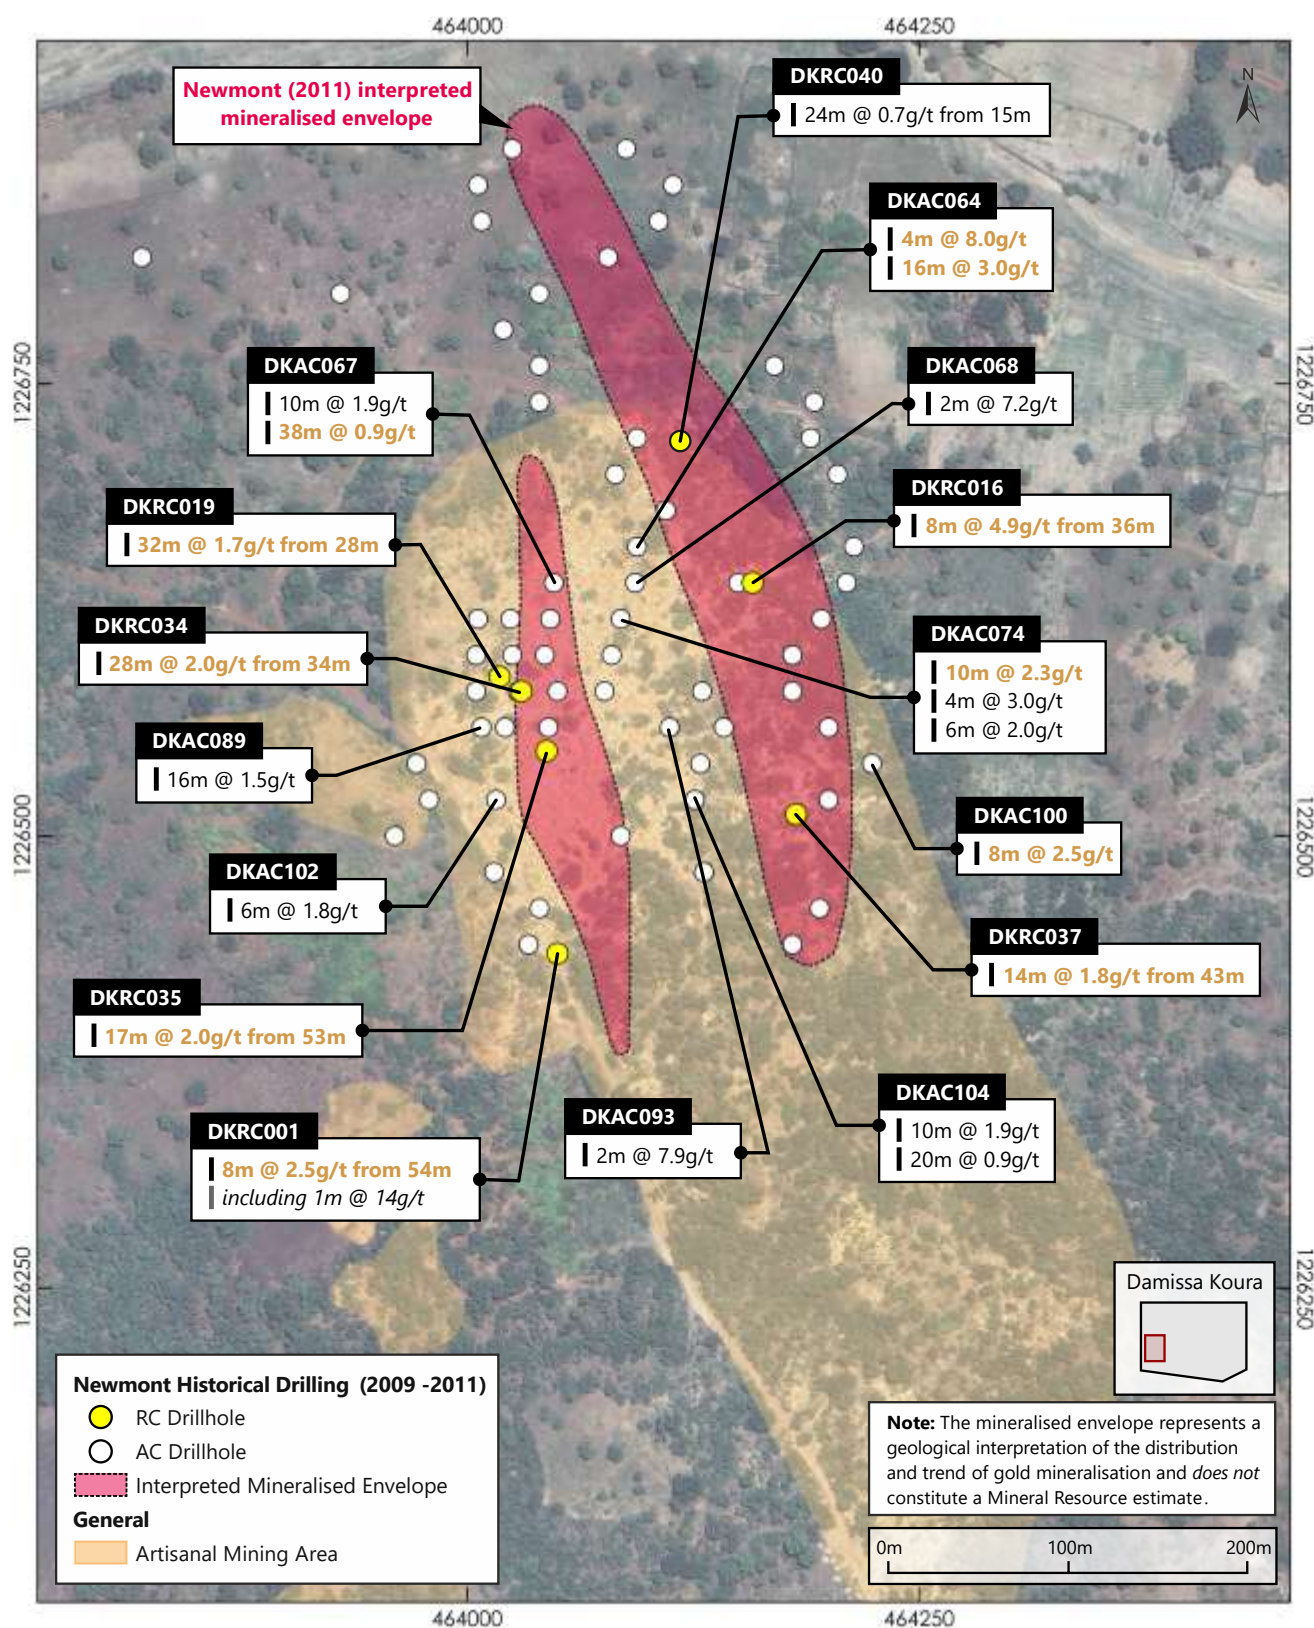 464000
464250
Newmont (2011) interpreted
mineralised envelope
DKRC040
24m @ 0.7g/t from 15m
N
DKAC064
4m @ 8.0g/t
16m @ 3.0g/t
1226750
1226750
DKAC067
10m @ 1.9g/t
38m @ 0.9g/t
DKAC068
2m @ 7.2g/t
DKRC019
32m @ 1.7g/t from 28m
DKRC016
8m @ 4.9g/t from 36m
DKRC034
28m @ 2.0g/t from 34m
DKAC074
10m @ 2.3g/t
4m @ 3.0g/t
6m @ 2.0g/t
DKAC089
16m @ 1.5g/t
1226500
1226500
DKAC100
8m @ 2.5g/t
DKAC102
6m @ 1.8g/t
DKRC037
14m @ 1.8g/t from 43m
DKRC035
17m @ 2.0g/t from 53m
DKRC001
8m @ 2.5g/t from 54m
including 1m @ 14g/t
DKAC093
2m @ 7.9g/t
DKAC104
10m @ 1.9g/t
20m @ 0.9g/t
1226250
1226250
Damissa Koura
Newmont Historical Drilling (2009 -2011)
RC Drillhole
AC Drillhole
Interpreted Mineralised Envelope
General
Artisanal Mining Area
Note: The mineralised envelope represents a
geological interpretation of the distribution
and trend of gold mineralisation and does not
constitute a Mineral Resource estimate.
0m 100m 200m
464000
464250